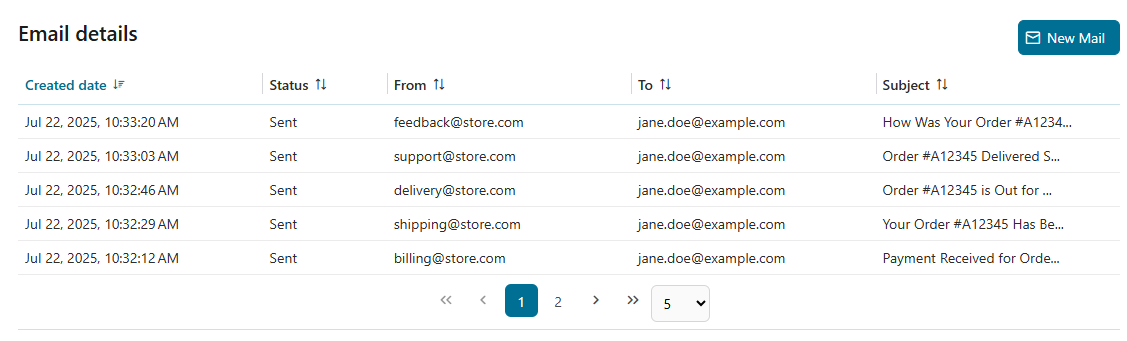 Email details
New Mail
Created date Status From To Subject
Jul 22, 2025, 10:33:20 AM Sent feedback@store.com jane.doe@example.com How Was Your Order #A1234...
Jul 22, 2025, 10:33:03 AM Sent support@store.com jane.doe@example.com Order #A12345 Delivered S...
Jul 22, 2025, 10:32:46 AM Sent delivery@store.com jane.doe@example.com Order #A12345 is Out for ...
Jul 22, 2025, 10:32:29 AM Sent shipping@store.com jane.doe@example.com Your Order #A12345 Has Be...
Jul 22, 2025, 10:32:12 AM Sent billing@store.com jane.doe@example.com Payment Received for Orde...
« ‹ 1 2 › » 5